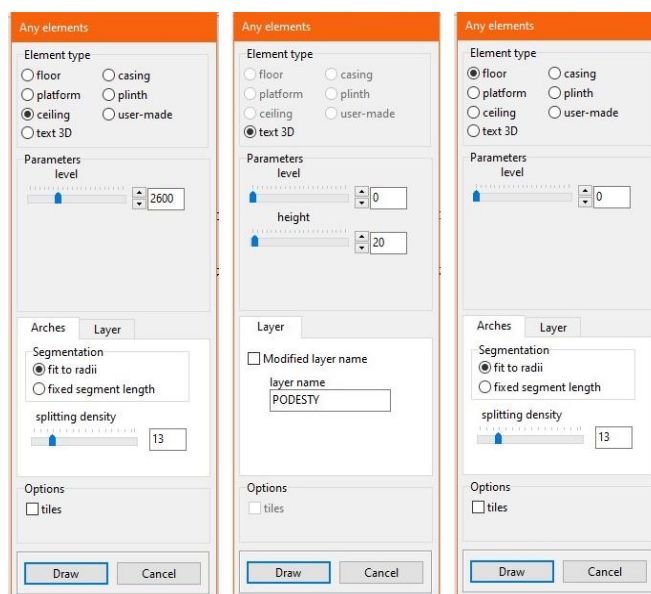 Any elements
Element type
floor casing
platform plinth
ceiling user-made
text 3D
Parameters
level
2600
Arches Layer
Segmentation
fit to radii
fixed segment length
splitting density
13
Options
tiles
Draw Cancel
Any elements
Element type
floor casing
platform plinth
ceiling user-made
text 3D
Parameters
level
0
height
20
Layer
Modified layer name
layer name
PODESTY
Options
tiles
Draw Cancel
Any elements
Element type
floor casing
platform plinth
ceiling user-made
text 3D
Parameters
level
0
Arches Layer
Segmentation
fit to radii
fixed segment length
splitting density
13
Options
tiles
Draw Cancel